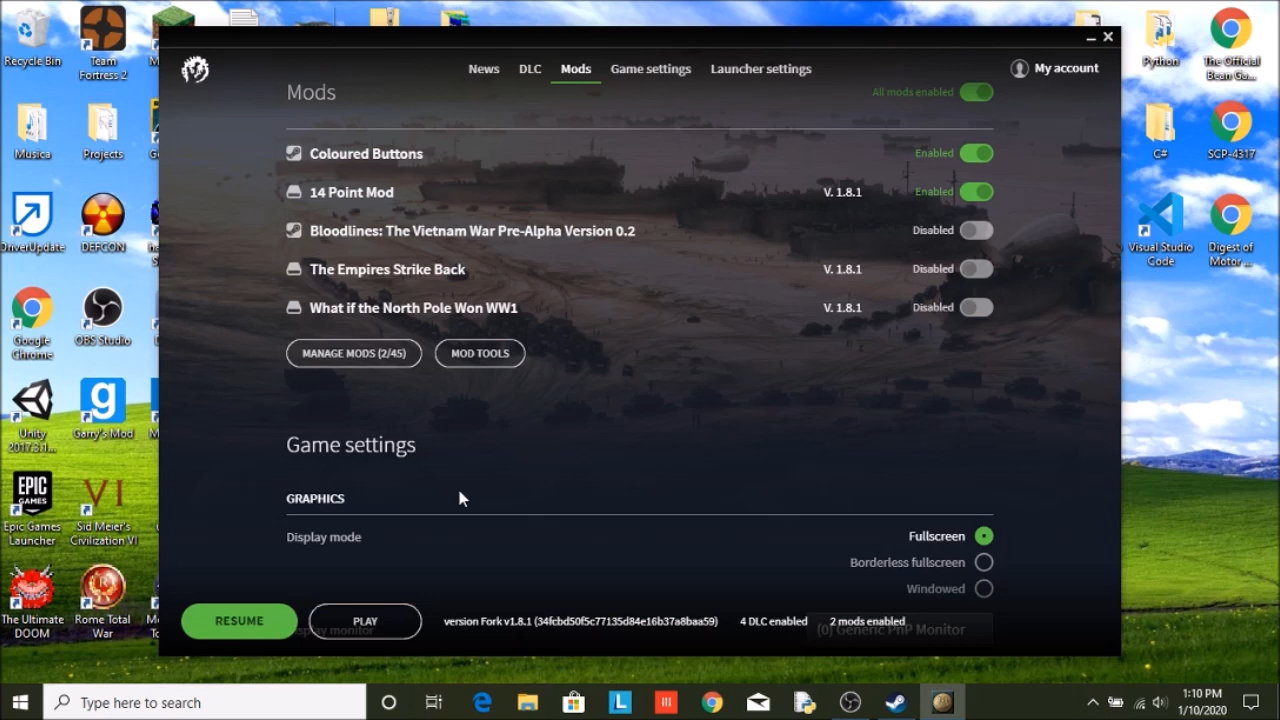 News
DLC
Mods
Game settings
Launcher settings
My account
Mods
All mods enabled
Coloured Buttons
Enabled
14 Point Mod
V. 1.8.1
Enabled
Bloodlines: The Vietnam War Pre-Alpha Version 0.2
Disabled
The Empires Strike Back
V. 1.8.1
Disabled
What if the North Pole Won WW1
V. 1.8.1
Disabled
MANAGE MODS (2/45)
MOD TOOLS
Game settings
GRAPHICS
Display mode
Fullscreen
Borderless fullscreen
Windowed
RESUME
PLAY
version Fork v1.8.1 (34fcbd50f5c77135d84e16b37a8baa59)
4 DLC enabled
2 mods enabled
(0) Generic PnP Monitor
Recycle Bin
Team
Fortress 2
Musica
Projects
DriverUpdate
DEFCON
Google
Chrome
OBS Studio
Unity
2017.3.1...
Garry's Mod
EPIC
GAMES
Epic Games
Launcher
VI
Sid Meier's
Civilization VI
The Ultimate
DOOM
Rome Total
War
Python
The Official
Bean Ga...
C#
SCP-4317
Visual Studio
Code
Digest of
Motor ...
Type here to search
1:10 PM
1/10/2020